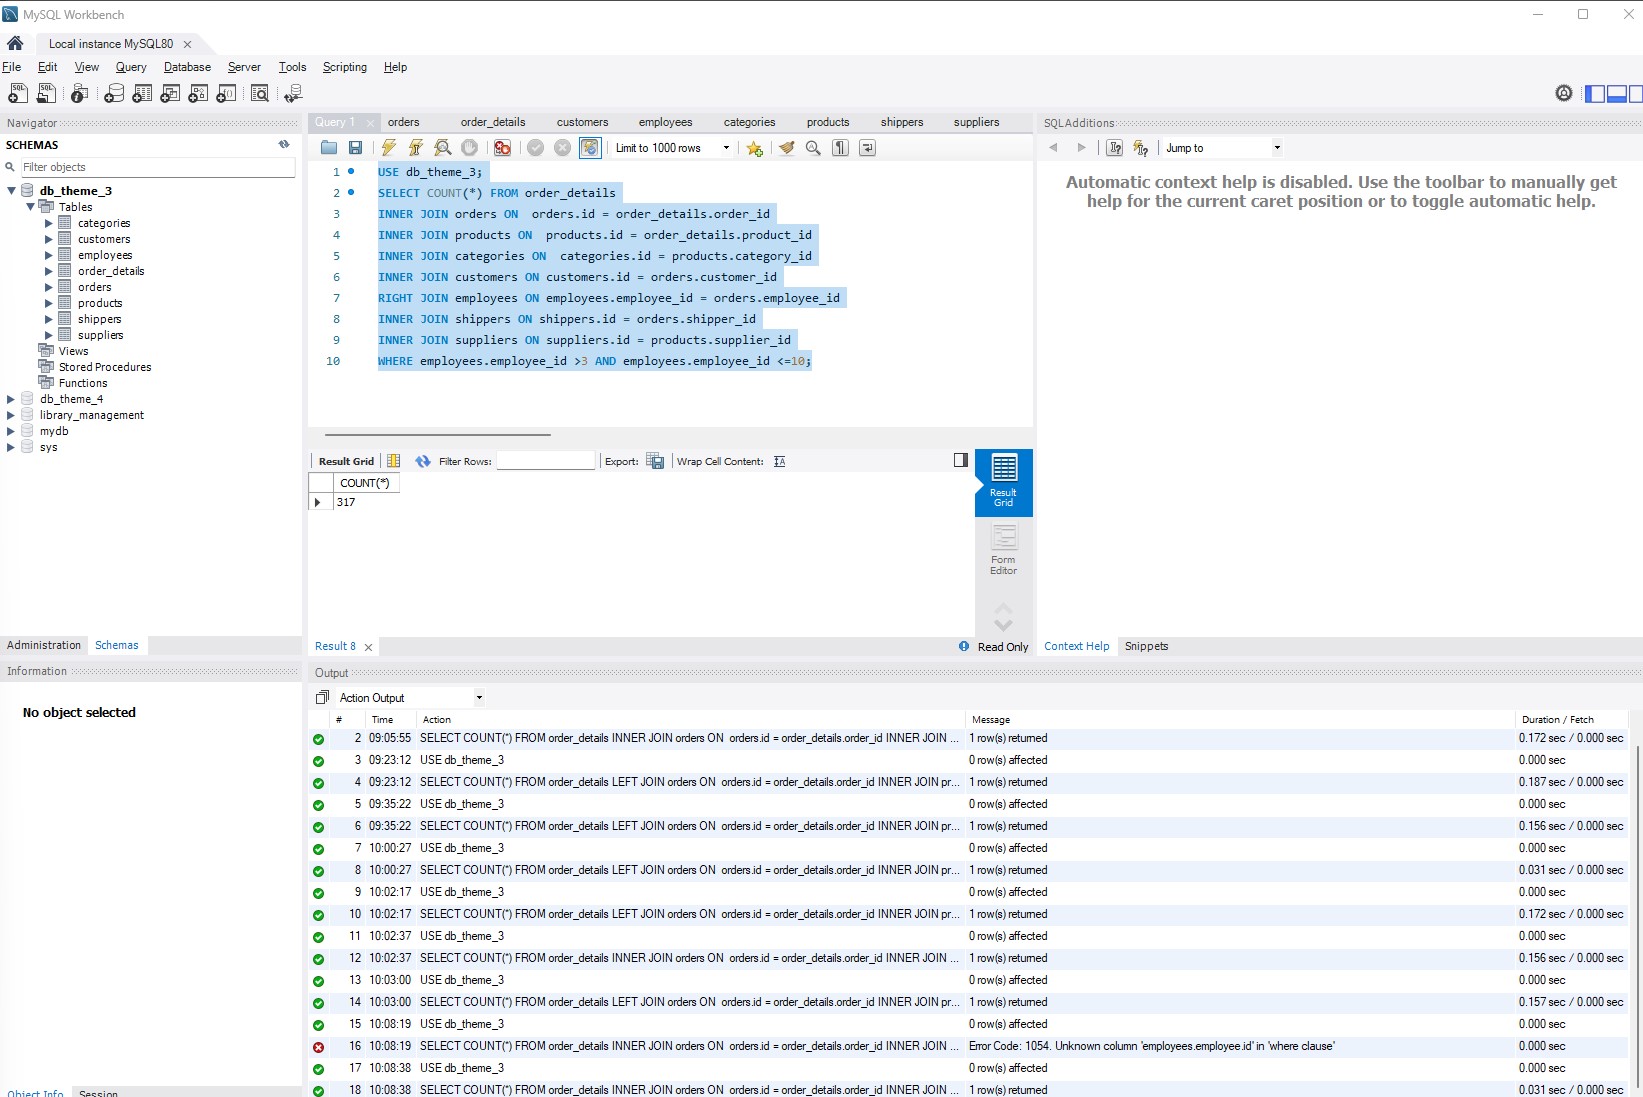 MySQL Workbench
Local instance MySQL80
File Edit View Query Database Server Tools Scripting Help
Navigator
SCHEMAS
Filter objects
db_theme_3
Tables
categories
customers
employees
order_details
orders
products
shippers
suppliers
Views
Stored Procedures
Functions
db_theme_4
library_management
mydb
sys
Administration Schemas
Information
No object selected
Object Info Session
Query 1 orders order_details customers employees categories products shippers suppliers
Limit to 1000 rows
1 USE db_theme_3;
2 SELECT COUNT(*) FROM order_details
3 INNER JOIN orders ON  orders.id = order_details.order_id
4 INNER JOIN products ON  products.id = order_details.product_id
5 INNER JOIN categories ON  categories.id = products.category_id
6 INNER JOIN customers ON customers.id = orders.customer_id
7 RIGHT JOIN employees ON employees.employee_id = orders.employee_id
8 INNER JOIN shippers ON shippers.id = orders.shipper_id
9 INNER JOIN suppliers ON suppliers.id = products.supplier_id
10 WHERE employees.employee_id >3 AND employees.employee_id <=10;
Result Grid Filter Rows: Export: Wrap Cell Content:
COUNT(*)
317
Result
Grid
Form
Editor
Result 8 Read Only
SQLAdditions
Jump to
Automatic context help is disabled. Use the toolbar to manually get
help for the current caret position or to toggle automatic help.
Context Help Snippets
Output
Action Output
# Time Action Message Duration / Fetch
2 09:05:55 SELECT COUNT(*) FROM order_details INNER JOIN orders ON  orders.id = order_details.order_id INNER JOIN ... 1 row(s) returned 0.172 sec / 0.000 sec
3 09:23:12 USE db_theme_3 0 row(s) affected 0.000 sec
4 09:23:12 SELECT COUNT(*) FROM order_details LEFT JOIN orders ON  orders.id = order_details.order_id INNER JOIN pr... 1 row(s) returned 0.187 sec / 0.000 sec
5 09:35:22 USE db_theme_3 0 row(s) affected 0.000 sec
6 09:35:22 SELECT COUNT(*) FROM order_details LEFT JOIN orders ON  orders.id = order_details.order_id INNER JOIN pr... 1 row(s) returned 0.156 sec / 0.000 sec
7 10:00:27 USE db_theme_3 0 row(s) affected 0.000 sec
8 10:00:27 SELECT COUNT(*) FROM order_details LEFT JOIN orders ON  orders.id = order_details.order_id INNER JOIN pr... 1 row(s) returned 0.031 sec / 0.000 sec
9 10:02:17 USE db_theme_3 0 row(s) affected 0.000 sec
10 10:02:17 SELECT COUNT(*) FROM order_details LEFT JOIN orders ON  orders.id = order_details.order_id INNER JOIN pr... 1 row(s) returned 0.172 sec / 0.000 sec
11 10:02:37 USE db_theme_3 0 row(s) affected 0.000 sec
12 10:02:37 SELECT COUNT(*) FROM order_details INNER JOIN orders ON  orders.id = order_details.order_id INNER JOIN ... 1 row(s) returned 0.156 sec / 0.000 sec
13 10:03:00 USE db_theme_3 0 row(s) affected 0.000 sec
14 10:03:00 SELECT COUNT(*) FROM order_details LEFT JOIN orders ON  orders.id = order_details.order_id INNER JOIN pr... 1 row(s) returned 0.157 sec / 0.000 sec
15 10:08:19 USE db_theme_3 0 row(s) affected 0.000 sec
16 10:08:19 SELECT COUNT(*) FROM order_details INNER JOIN orders ON  orders.id = order_details.order_id INNER JOIN ... Error Code: 1054. Unknown column 'employees.employee.id' in 'where clause' 0.000 sec
17 10:08:38 USE db_theme_3 0 row(s) affected 0.000 sec
18 10:08:38 SELECT COUNT(*) FROM order_details INNER JOIN orders ON  orders.id = order_details.order_id INNER JOIN ... 1 row(s) returned 0.031 sec / 0.000 sec